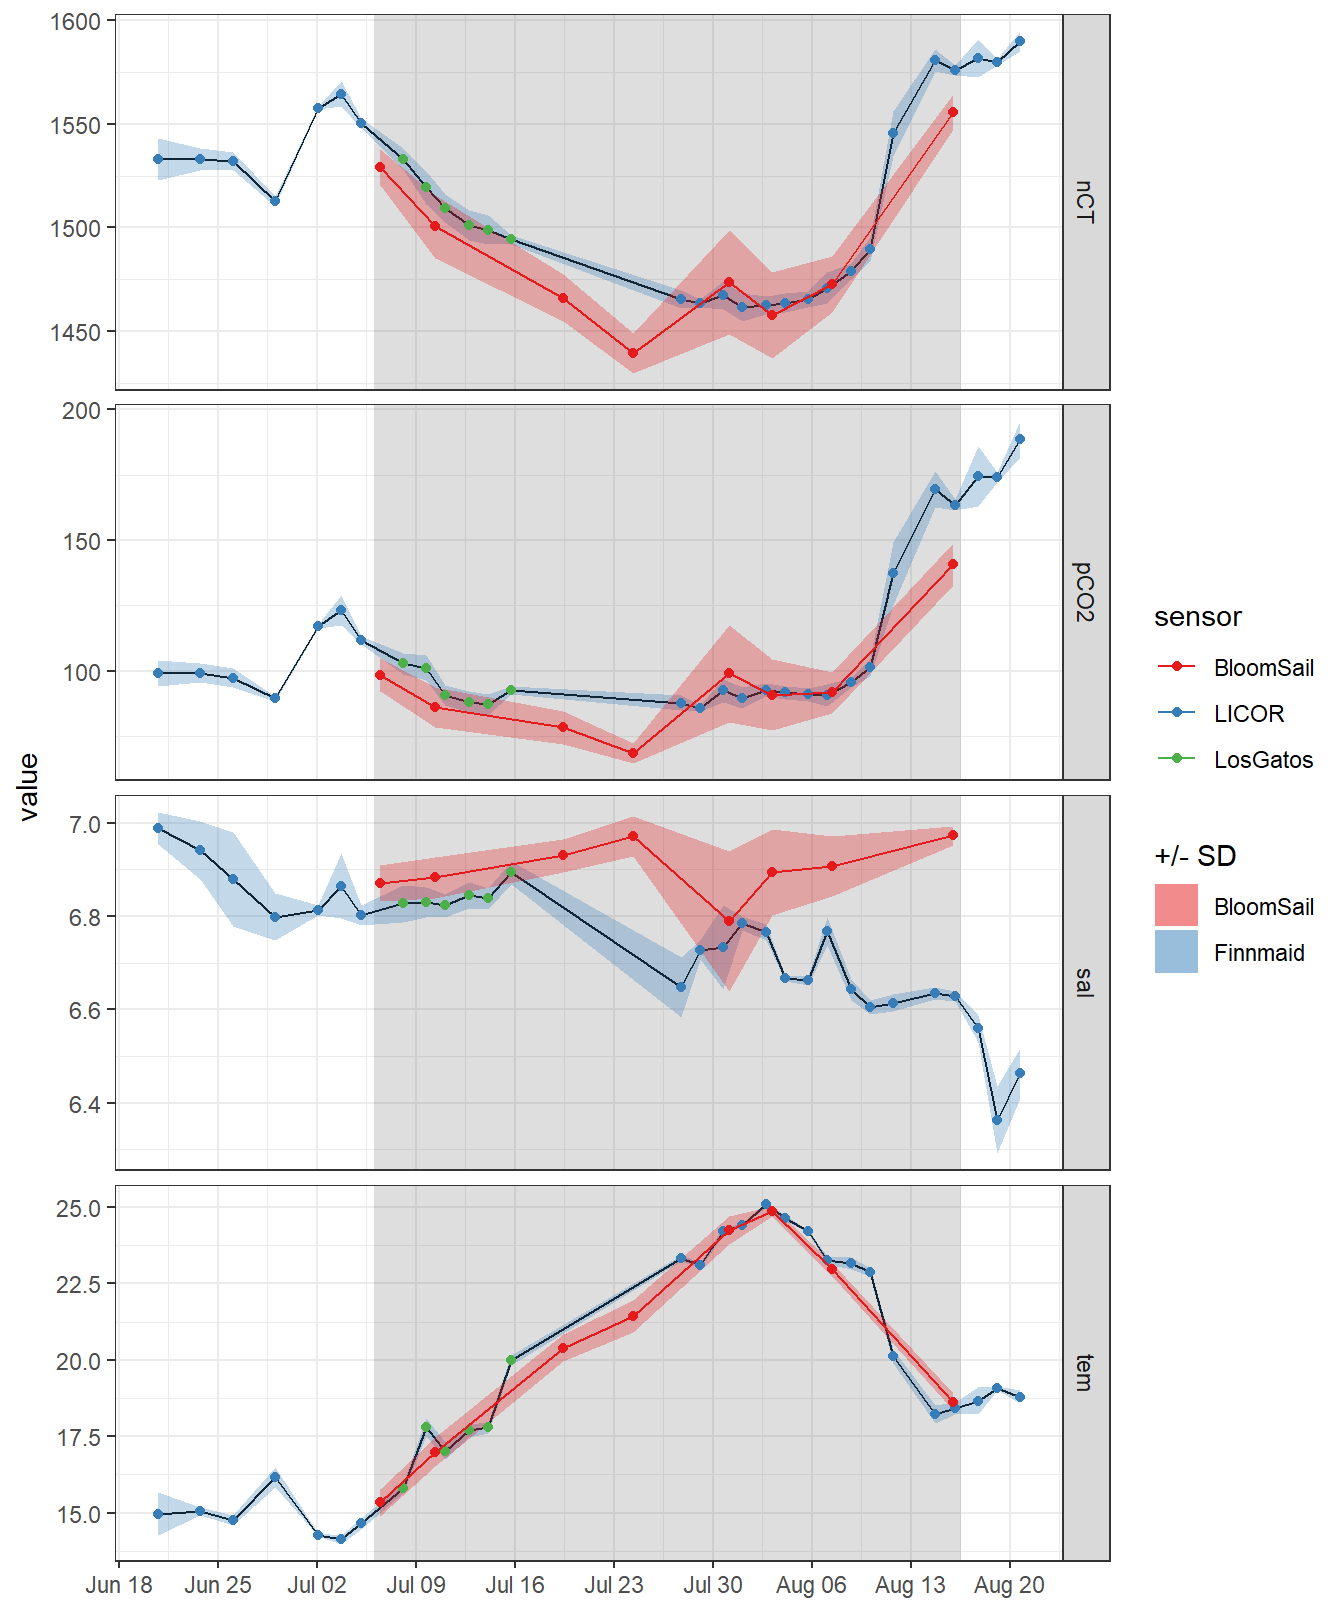 1600
1550
1500
1450
nCT
200
150
100
pCO2
value
7.0
6.8
6.6
6.4
sal
25.0
22.5
20.0
17.5
15.0
tem
Jun 18 Jun 25 Jul 02 Jul 09 Jul 16 Jul 23 Jul 30 Aug 06 Aug 13 Aug 20
sensor
BloomSail
LICOR
LosGatos
+/- SD
BloomSail
Finnmaid